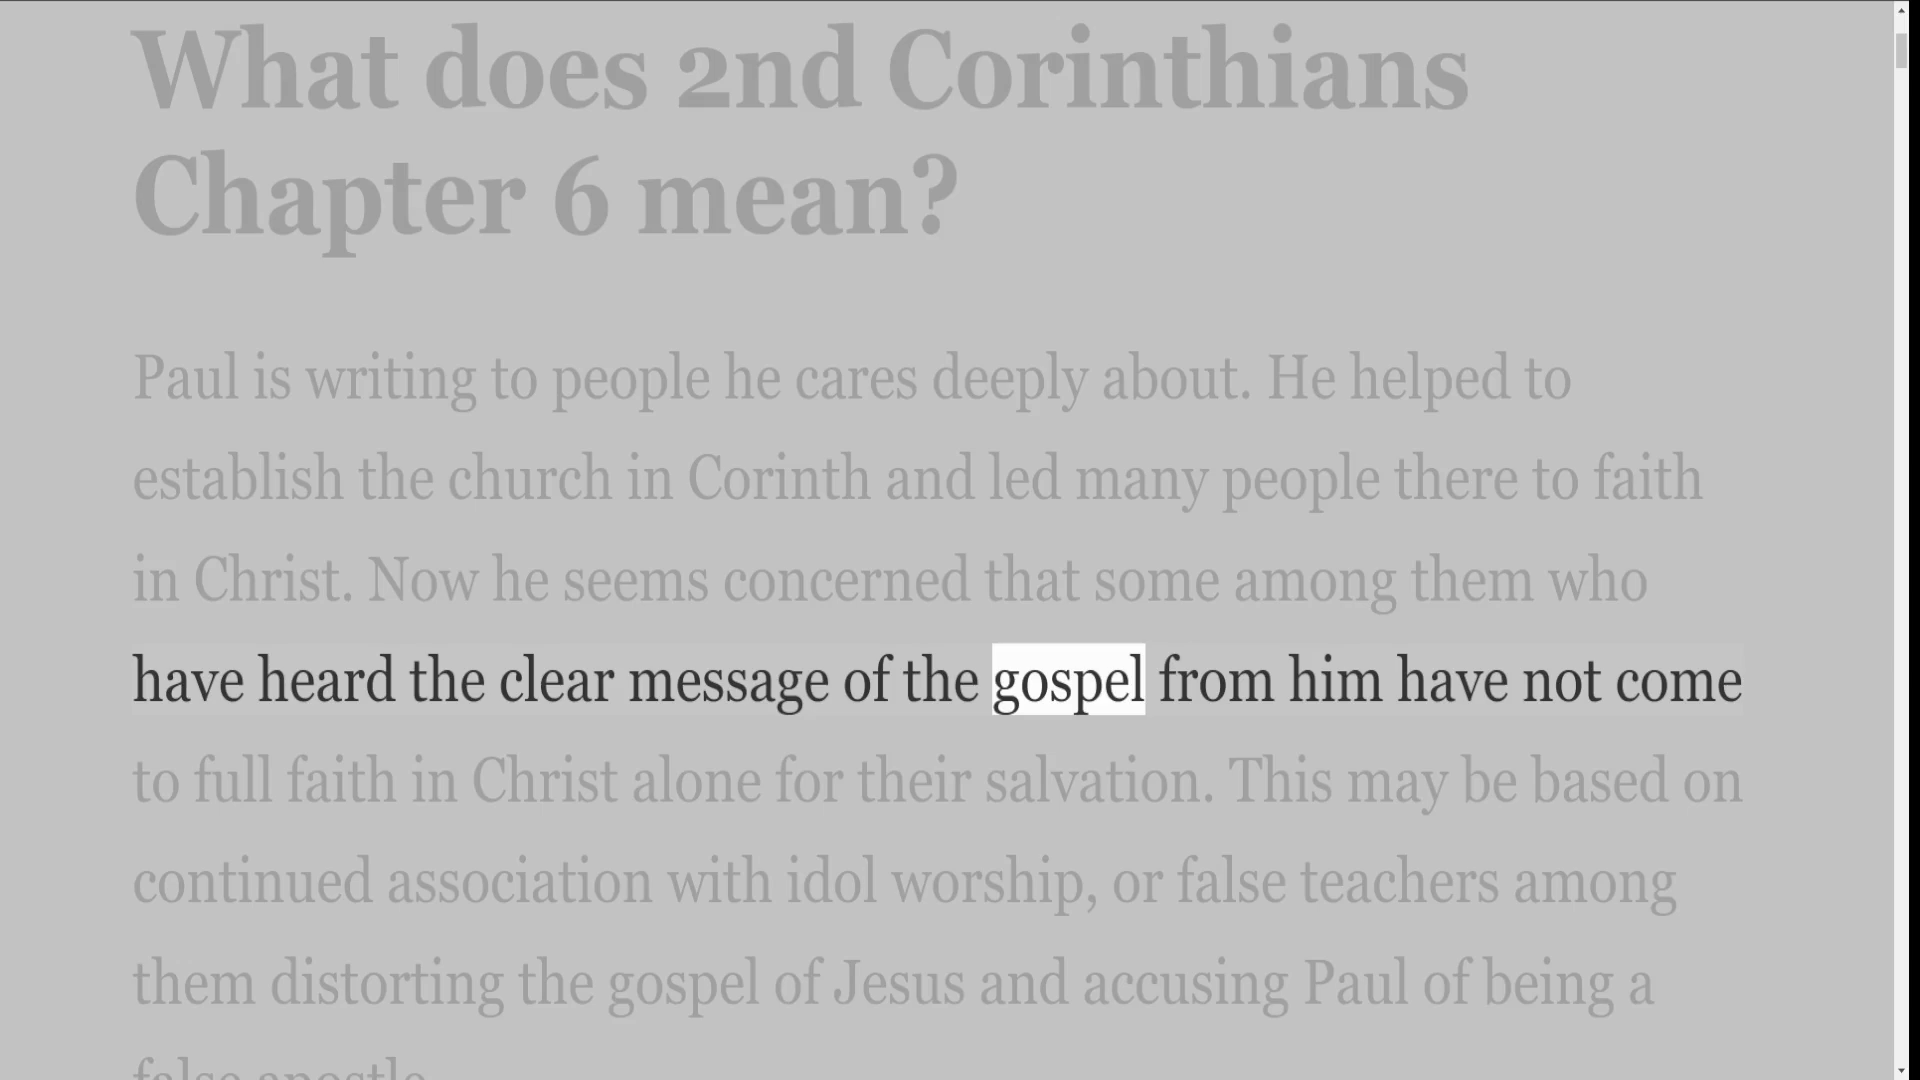 What does 2nd Corinthians
Chapter 6 mean?
Paul is writing to people he cares deeply about. He helped to
establish the church in Corinth and led many people there to faith
in Christ. Now he seems concerned that some among them who
have heard the clear message of the gospel from him have not come
to full faith in Christ alone for their salvation. This may be based on
continued association with idol worship, or false teachers among
them distorting the gospel of Jesus and accusing Paul of being a
false apostle.